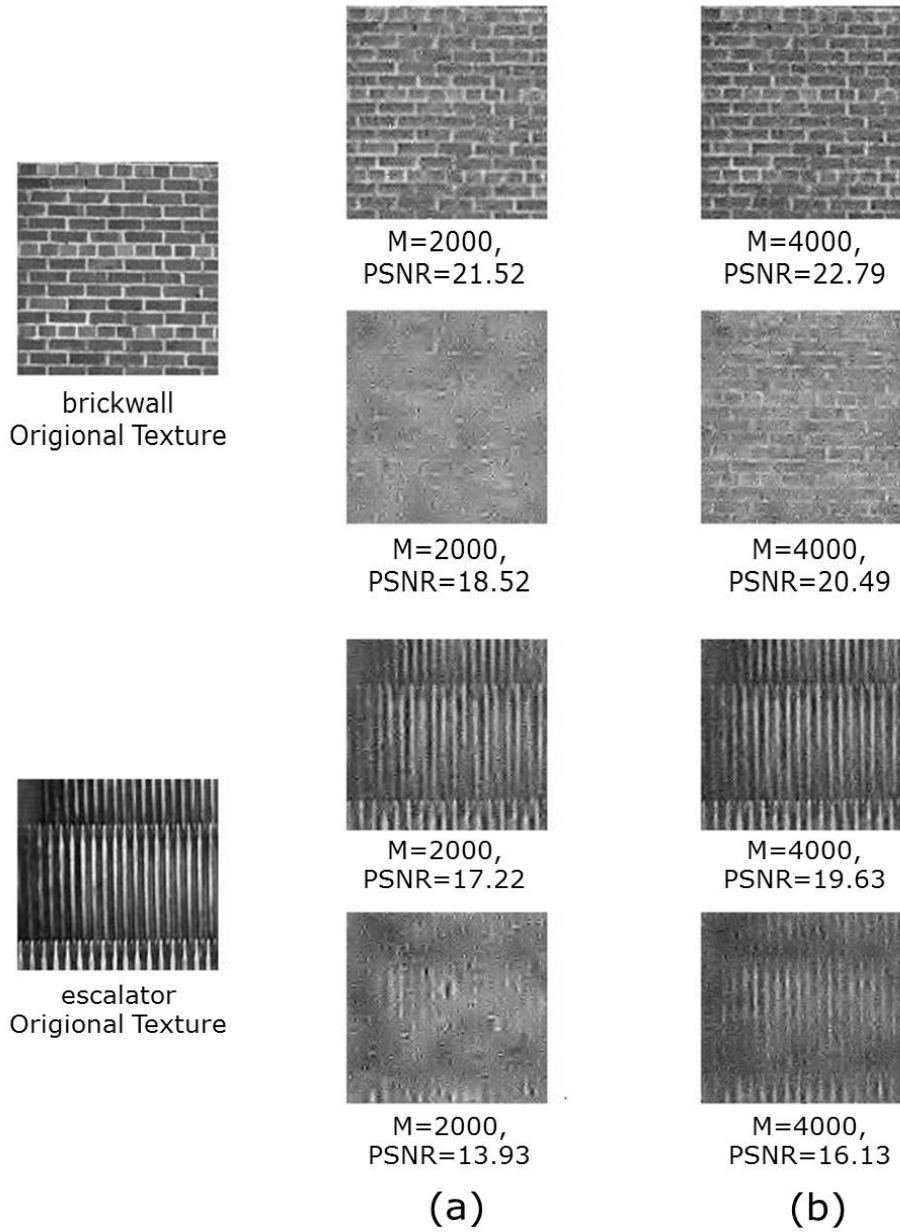 M=2000,
PSNR=21.52
M=4000,
PSNR=22.79
brickwall
Origional Texture
M=2000,
PSNR=18.52
M=4000,
PSNR=20.49
M=2000,
PSNR=17.22
M=4000,
PSNR=19.63
escalator
Origional Texture
M=2000,
PSNR=13.93
M=4000,
PSNR=16.13
(a)
(b)